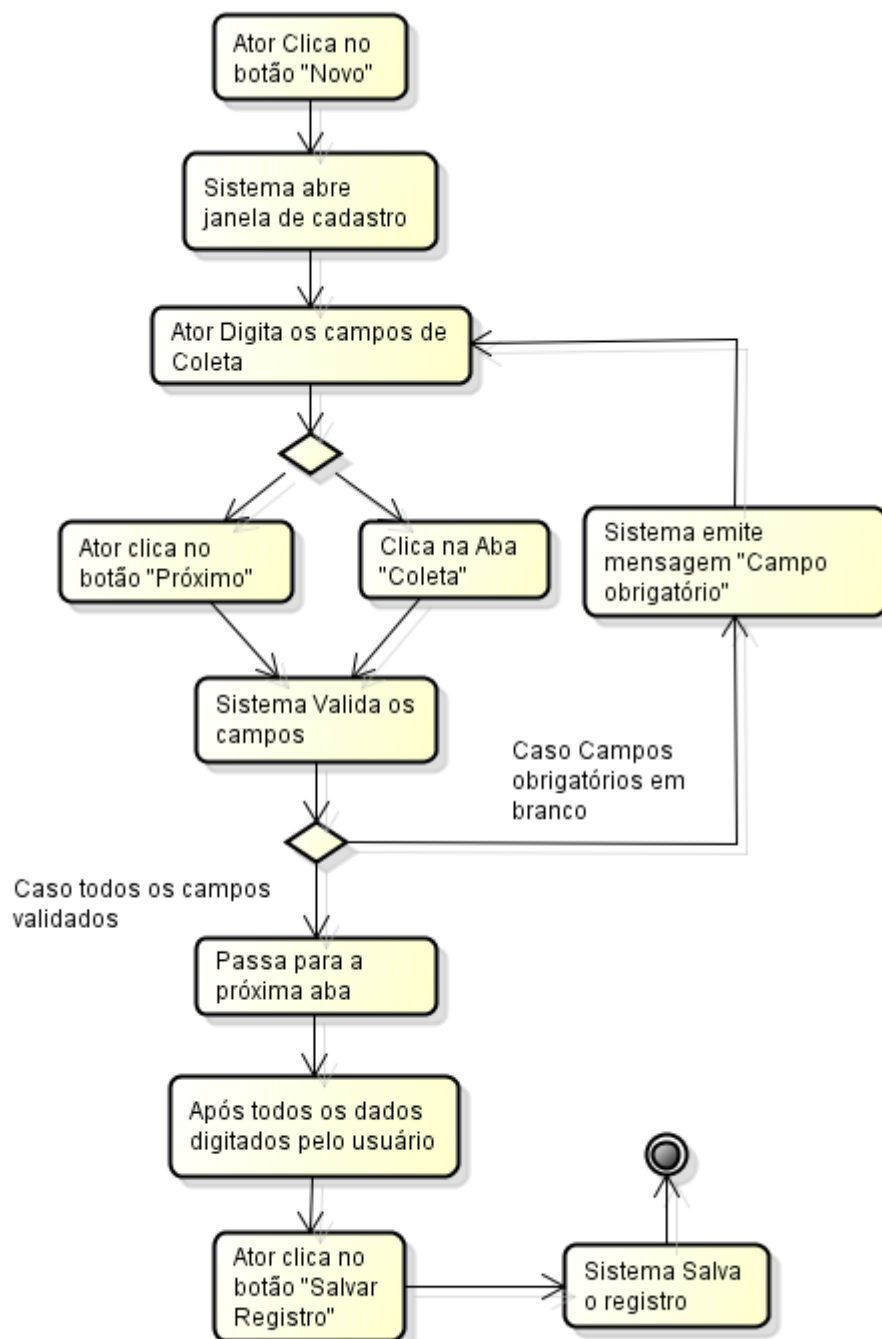 Ator Clica no
botão "Novo"
Sistema abre
janela de cadastro
Ator Digita os campos de
Coleta
Ator clica no
botão "Próximo"
Clica na Aba
"Coleta"
Sistema emite
mensagem "Campo
obrigatório"
Sistema Valida os
campos
Caso Campos
obrigatórios em
branco
Caso todos os campos
validados
Passa para a
próxima aba
Após todos os dados
digitados pelo usuário
Ator clica no
botão "Salvar
Registro"
Sistema Salva
o registro